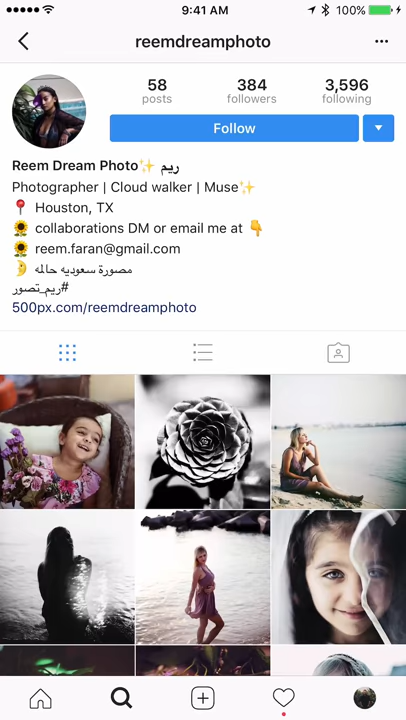 9:41 AM
100%
reemdreamphoto
58 384 3,596
posts followers following
Follow
Reem Dream Photo✨ ريم
Photographer | Cloud walker | Muse✨
📍 Houston, TX
🌻 collaborations DM or email me at 👇
🌻 reem.faran@gmail.com
🌛 مصورة سعوديه حالمه
#ريم_تصور
500px.com/reemdreamphoto